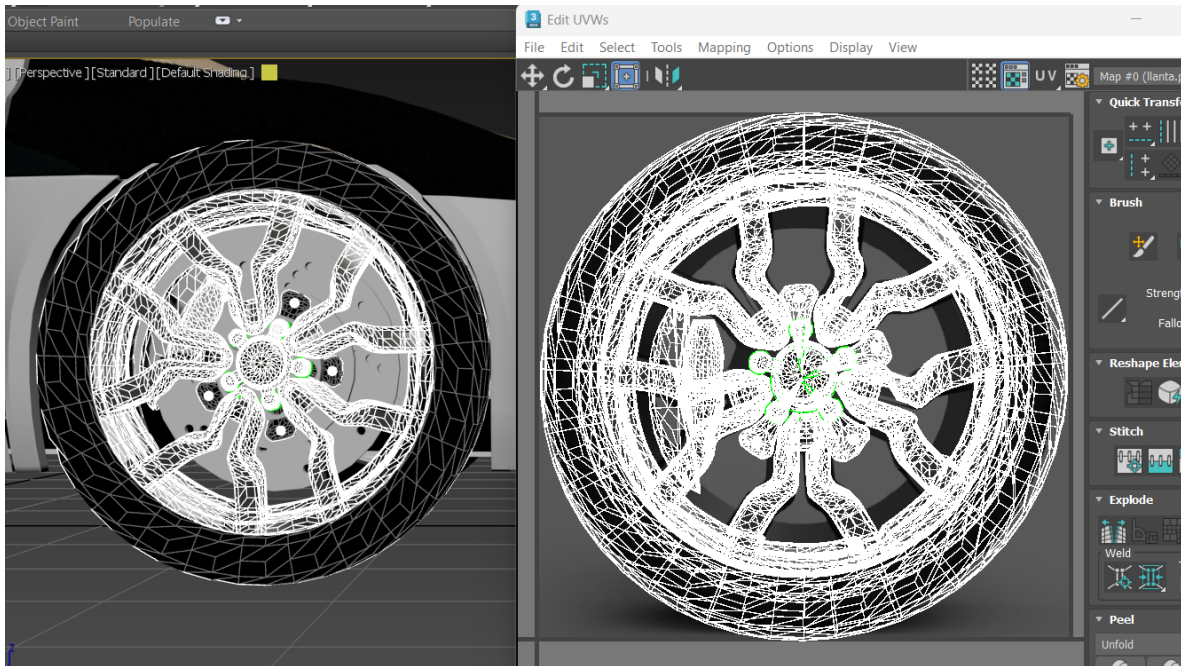 Object Paint Populate
] [Perspective ] [Standard ] [Default Shading ]
z
3
Edit UVWs
File Edit Select Tools Mapping Options Display View
UV Map #0 (llanta.p
Quick Transf
Brush
Strengt
Fallo
Reshape Ele
Stitch
Explode
Weld
Peel
Unfold